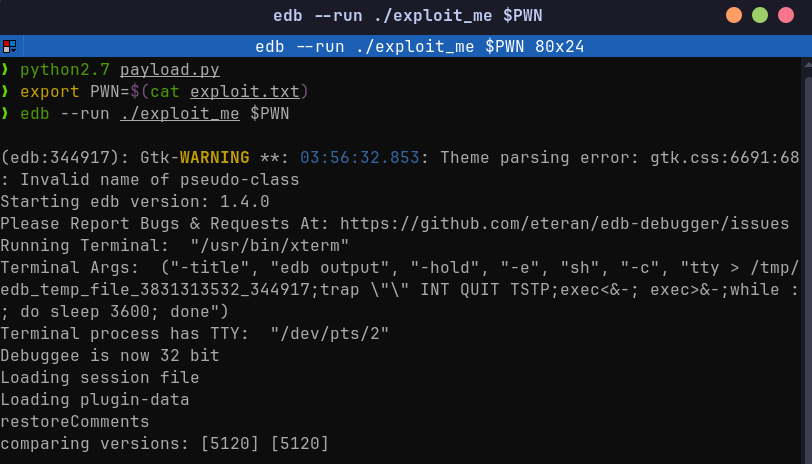 edb --run ./exploit_me $PWN
edb --run ./exploit_me $PWN 80x24
❯ python2.7 payload.py
❯ export PWN=$(cat exploit.txt)
❯ edb --run ./exploit_me $PWN
(edb:344917): Gtk-WARNING **: 03:56:32.853: Theme parsing error: gtk.css:6691:68
: Invalid name of pseudo-class
Starting edb version: 1.4.0
Please Report Bugs & Requests At: https://github.com/eteran/edb-debugger/issues
Running Terminal:  "/usr/bin/xterm"
Terminal Args:  ("-title", "edb output", "-hold", "-e", "sh", "-c", "tty > /tmp/
edb_temp_file_3831313532_344917;trap \"\" INT QUIT TSTP;exec<&-; exec>&-;while :
; do sleep 3600; done")
Terminal process has TTY:  "/dev/pts/2"
Debuggee is now 32 bit
Loading session file
Loading plugin-data
restoreComments
comparing versions: [5120] [5120]